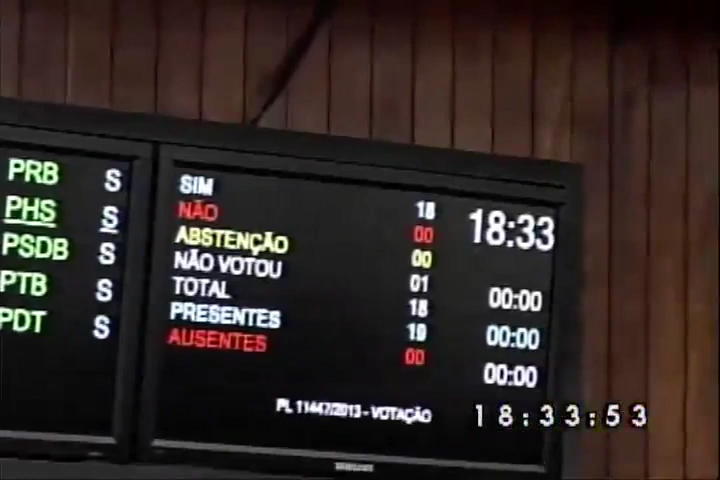 PRB S
PHS S
PSDB S
PTB S
PDT S
SIM 18
NÃO 00
ABSTENÇÃO 00
NÃO VOTOU 01
TOTAL 18
PRESENTES 19
AUSENTES 00
18:33
00:00
00:00
00:00
PL 11447/2013 - VOTAÇÃO
18:33:53